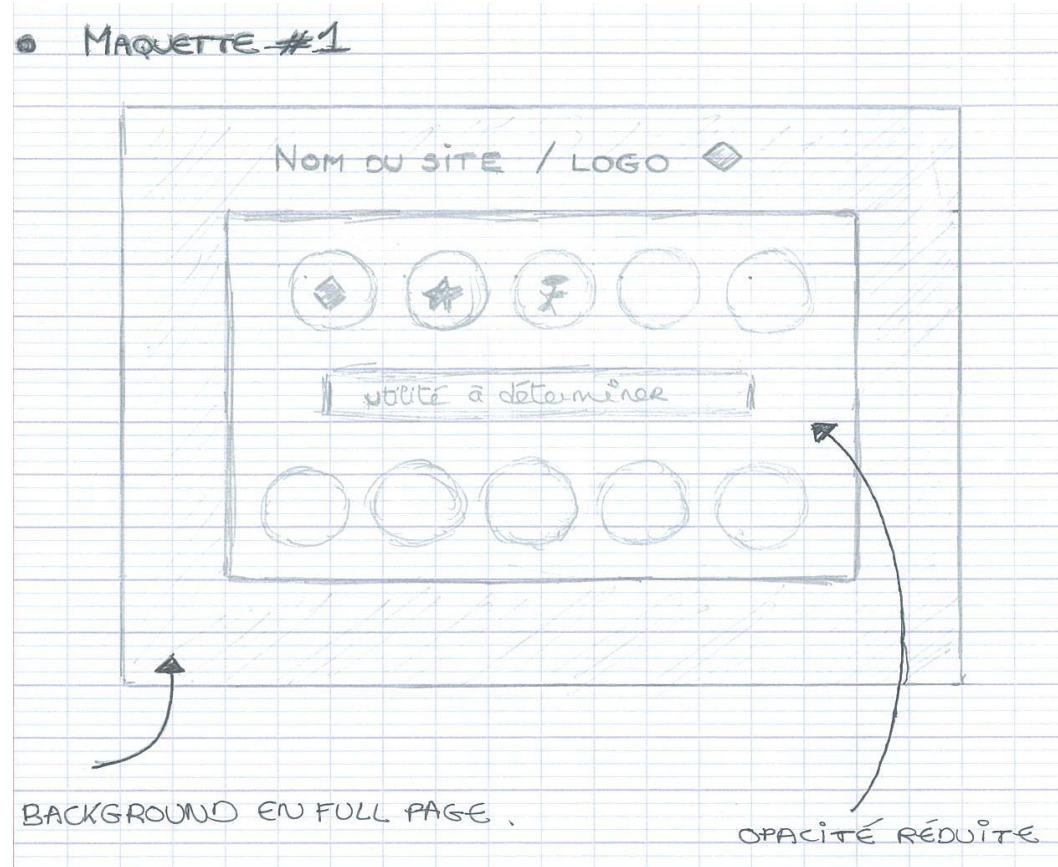 MAQUETTE #1
NOM DU SITE / LOGO
utilité à déterminer
BACKGROUND EN FULL PAGE.
OPACITÉ RÉDUITE